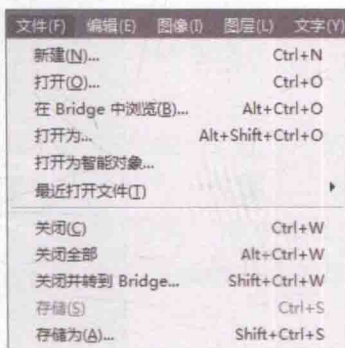 文件(F) 编辑(E) 图像(I) 图层(L) 文字(Y)
新建(N)... Ctrl+N
打开(O)... Ctrl+O
在 Bridge 中浏览(B)... Alt+Ctrl+O
打开为... Alt+Shift+Ctrl+O
打开为智能对象...
最近打开文件(T)
关闭(C) Ctrl+W
关闭全部 Alt+Ctrl+W
关闭并转到 Bridge... Shift+Ctrl+W
存储(S) Ctrl+S
存储为(A)... Shift+Ctrl+S